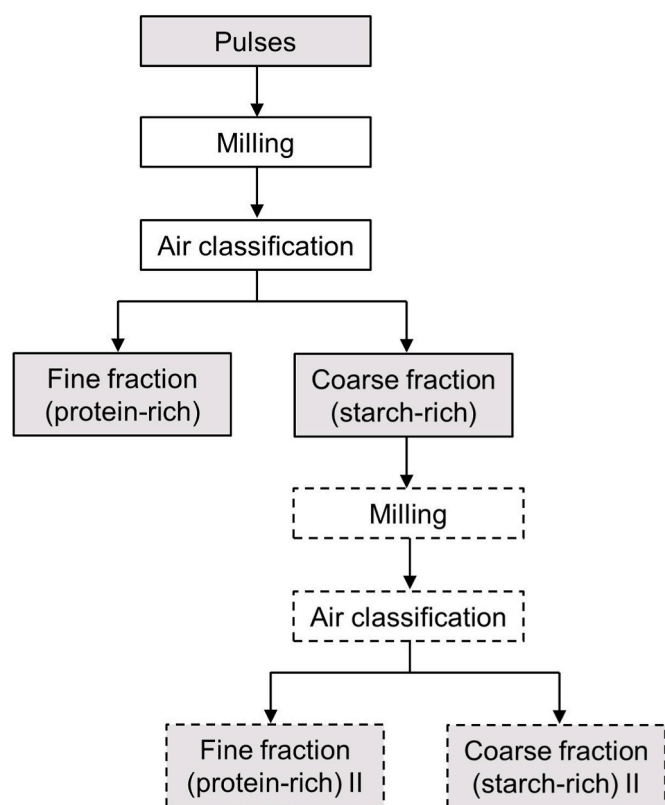 Pulses
Milling
Air classification
Fine fraction
(protein-rich)
Coarse fraction
(starch-rich)
Milling
Air classification
Fine fraction
(protein-rich) II
Coarse fraction
(starch-rich) II